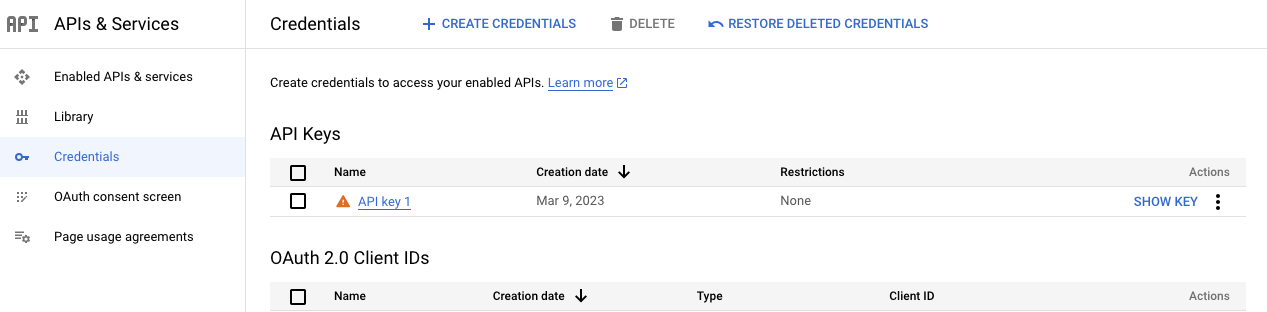 API APIs & Services
Credentials
CREATE CREDENTIALS
DELETE
RESTORE DELETED CREDENTIALS
Enabled APIs & services
Library
Credentials
OAuth consent screen
Page usage agreements
Create credentials to access your enabled APIs. Learn more
API Keys
Name Creation date Restrictions Actions
API key 1 Mar 9, 2023 None SHOW KEY
OAuth 2.0 Client IDs
Name Creation date Type Client ID Actions